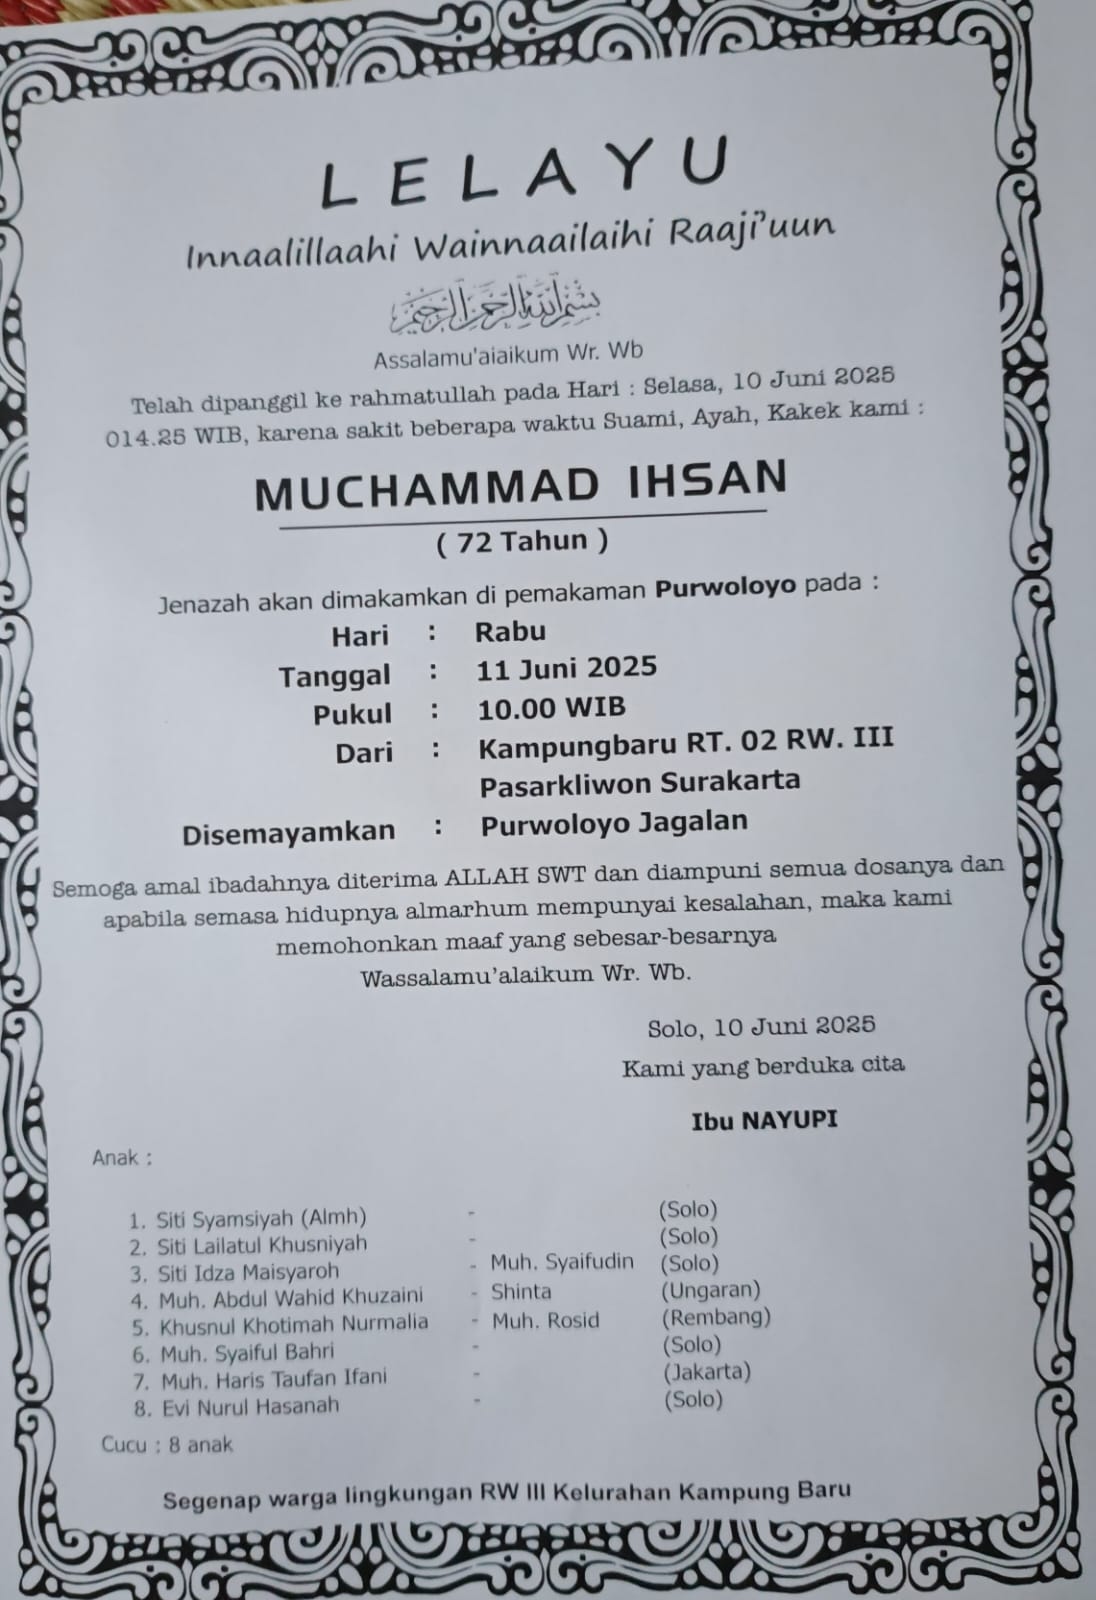 LELAYU
Innaalillaahi Wainnaailaihi Raaji'uun
بسم الله الرحمن الرحيم
Assalamu'aiaikum Wr. Wb
Telah dipanggil ke rahmatullah pada Hari : Selasa, 10 Juni 2025
014.25 WIB, karena sakit beberapa waktu Suami, Ayah, Kakek kami :
MUCHAMMAD IHSAN
( 72 Tahun )
Jenazah akan dimakamkan di pemakaman Purwoloyo pada :
Hari : Rabu
Tanggal : 11 Juni 2025
Pukul : 10.00 WIB
Dari : Kampungbaru RT. 02 RW. III
Pasarkliwon Surakarta
Disemayamkan : Purwoloyo Jagalan
Semoga amal ibadahnya diterima ALLAH SWT dan diampuni semua dosanya dan
apabila semasa hidupnya almarhum mempunyai kesalahan, maka kami
memohonkan maaf yang sebesar-besarnya
Wassalamu'alaikum Wr. Wb.
Solo, 10 Juni 2025
Kami yang berduka cita
Ibu NAYUPI
Anak :
1. Siti Syamsiyah (Almh) - (Solo)
2. Siti Lailatul Khusniyah - (Solo)
3. Siti Idza Maisyaroh - Muh. Syaifudin (Solo)
4. Muh. Abdul Wahid Khuzaini - Shinta (Ungaran)
5. Khusnul Khotimah Nurmalia - Muh. Rosid (Rembang)
6. Muh. Syaiful Bahri - (Solo)
7. Muh. Haris Taufan Ifani - (Jakarta)
8. Evi Nurul Hasanah - (Solo)
Cucu : 8 anak
Segenap warga lingkungan RW III Kelurahan Kampung Baru